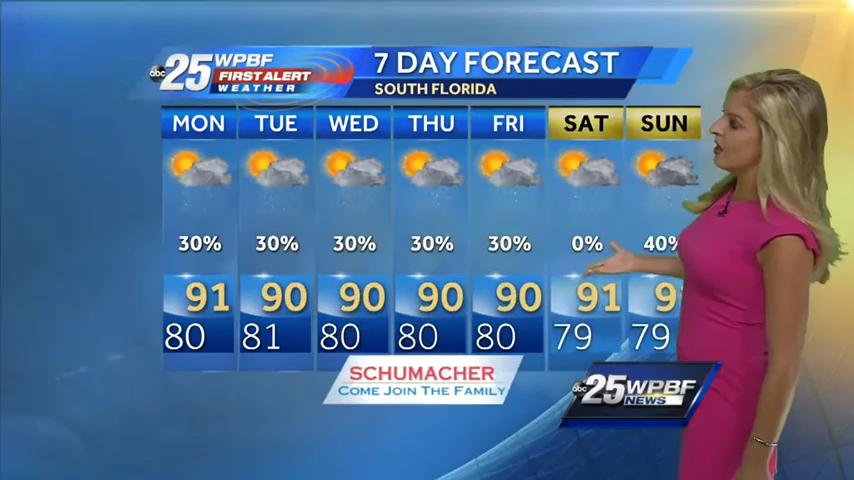 abc 25 WPBF
FIRST ALERT
WEATHER
7 DAY FORECAST
SOUTH FLORIDA
MON TUE WED THU FRI SAT SUN
30% 30% 30% 30% 30% 0% 40%
91 90 90 90 90 91 9
80 81 80 80 80 79 79
SCHUMACHER
COME JOIN THE FAMILY
abc 25 WPBF
NEWS